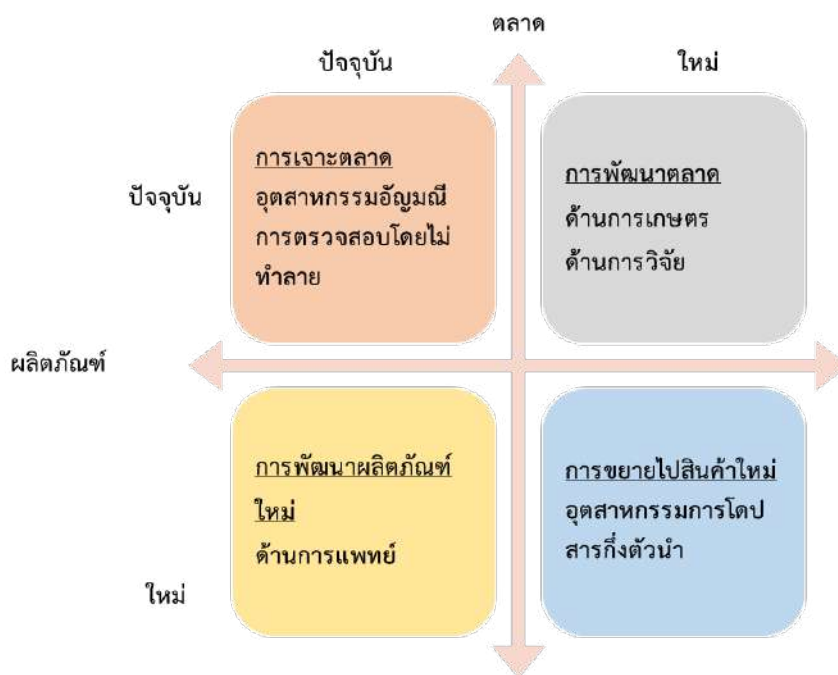 ตลาด
ปัจจุบัน
ใหม่
ปัจจุบัน
การเจาะตลาด
อุตสาหกรรมอัญมณี
การตรวจสอบโดยไม่
ทำลาย
การพัฒนาตลาด
ด้านการเกษตร
ด้านการวิจัย
ผลิตภัณฑ์
การพัฒนาผลิตภัณฑ์
ใหม่
ด้านการแพทย์
การขยายไปสินค้าใหม่
อุตสาหกรรมการโดป
สารกึ่งตัวนำ
ใหม่